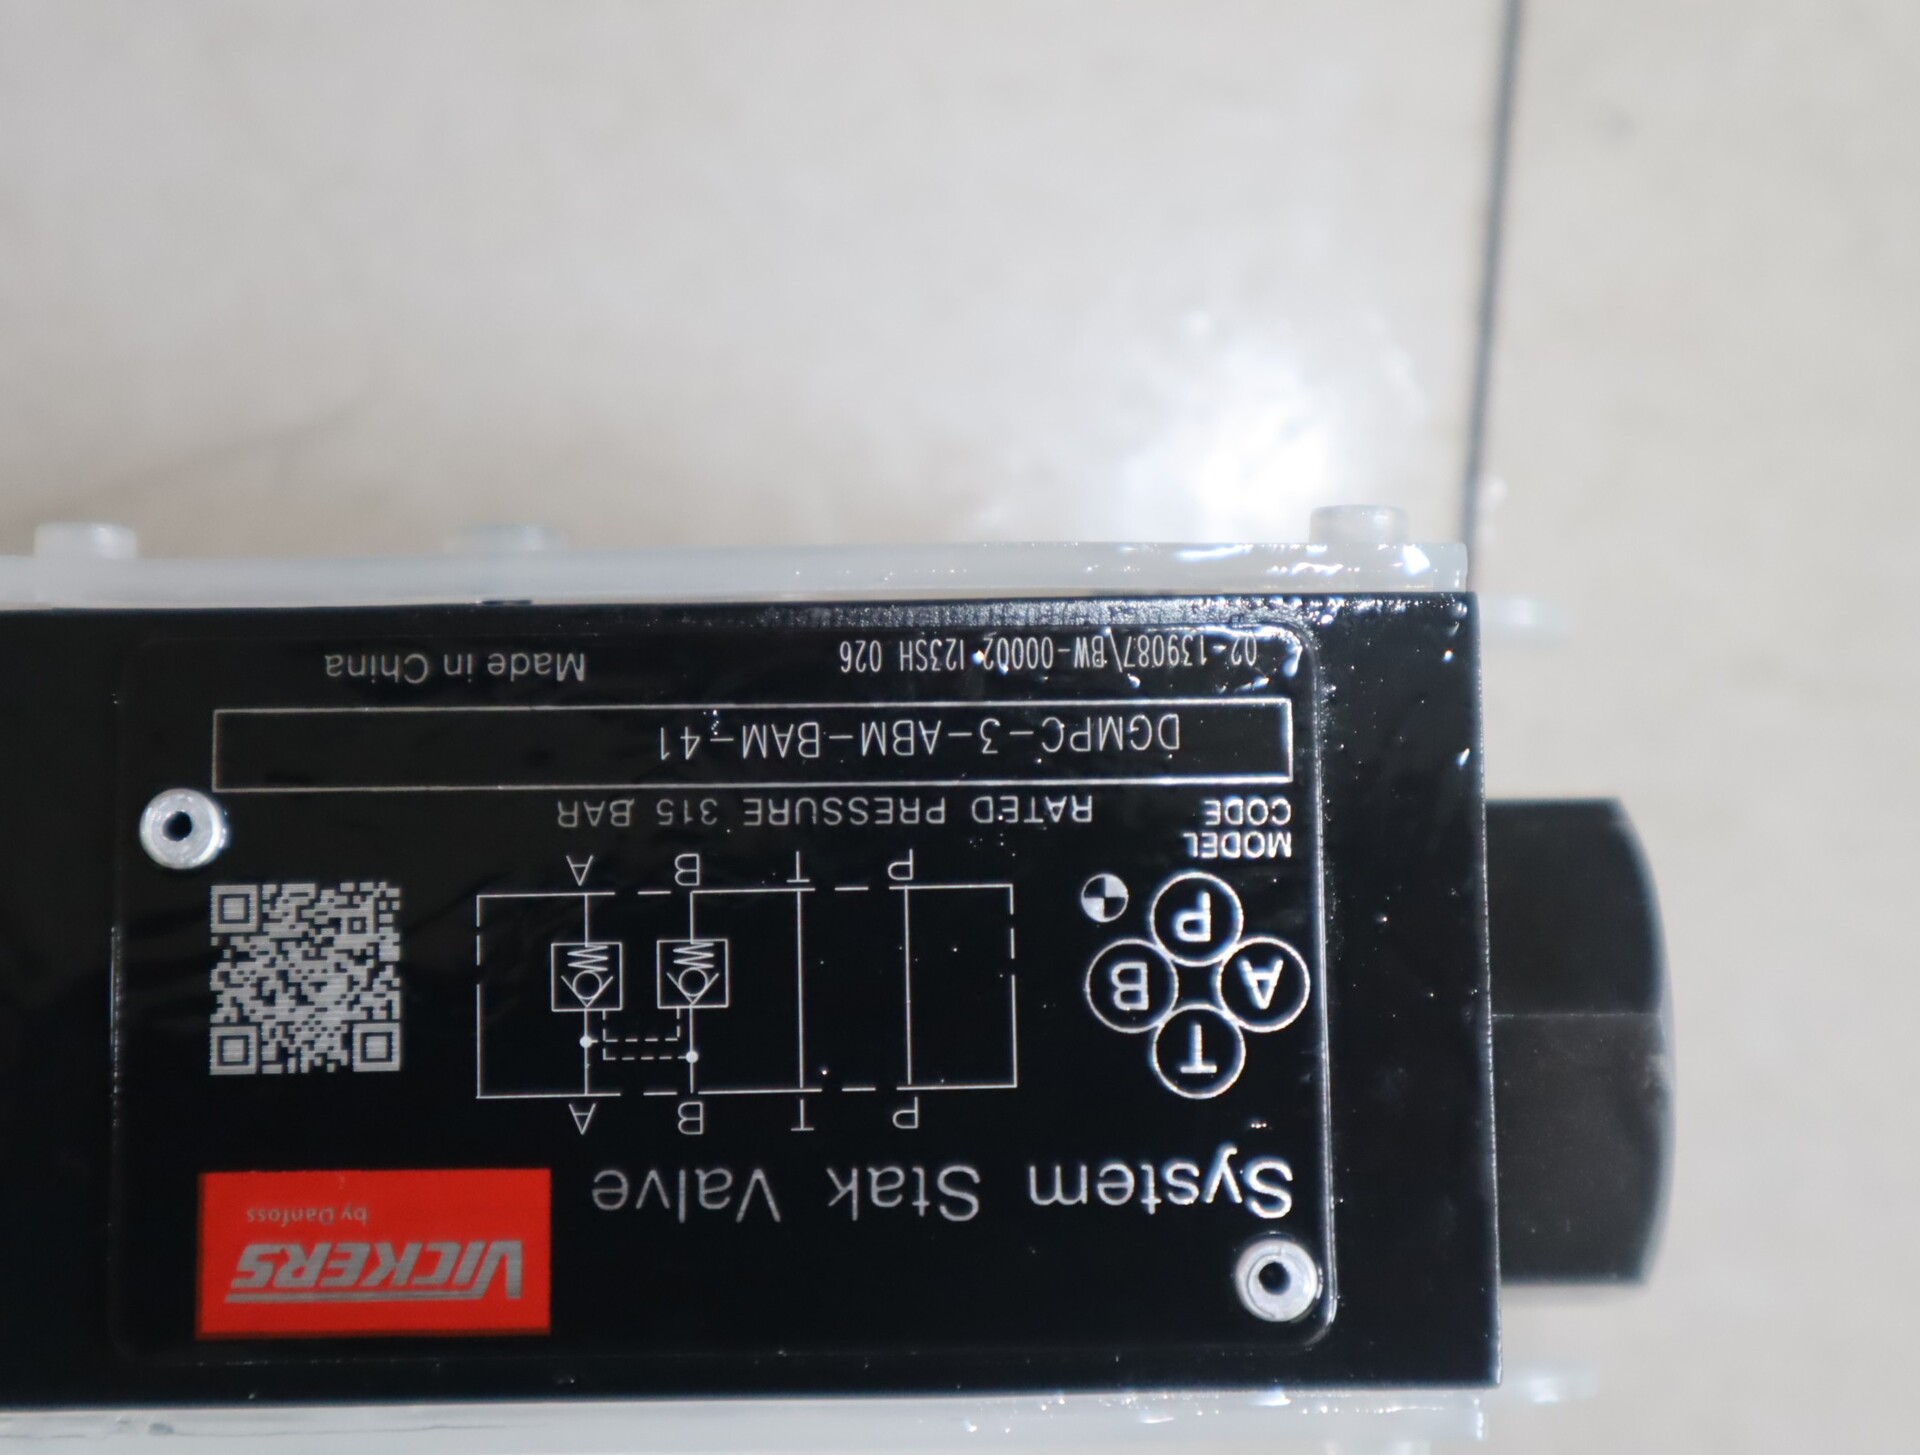 VICKERS
by Danfoss
System Stak Valve
P T B A
T
A B
P
P T B A
MODEL
CODE
RATED PRESSURE 315 BAR
DGMPC-3-ABM-BAM-41
02-139087\BW-00002 I23SH 026
Made in China